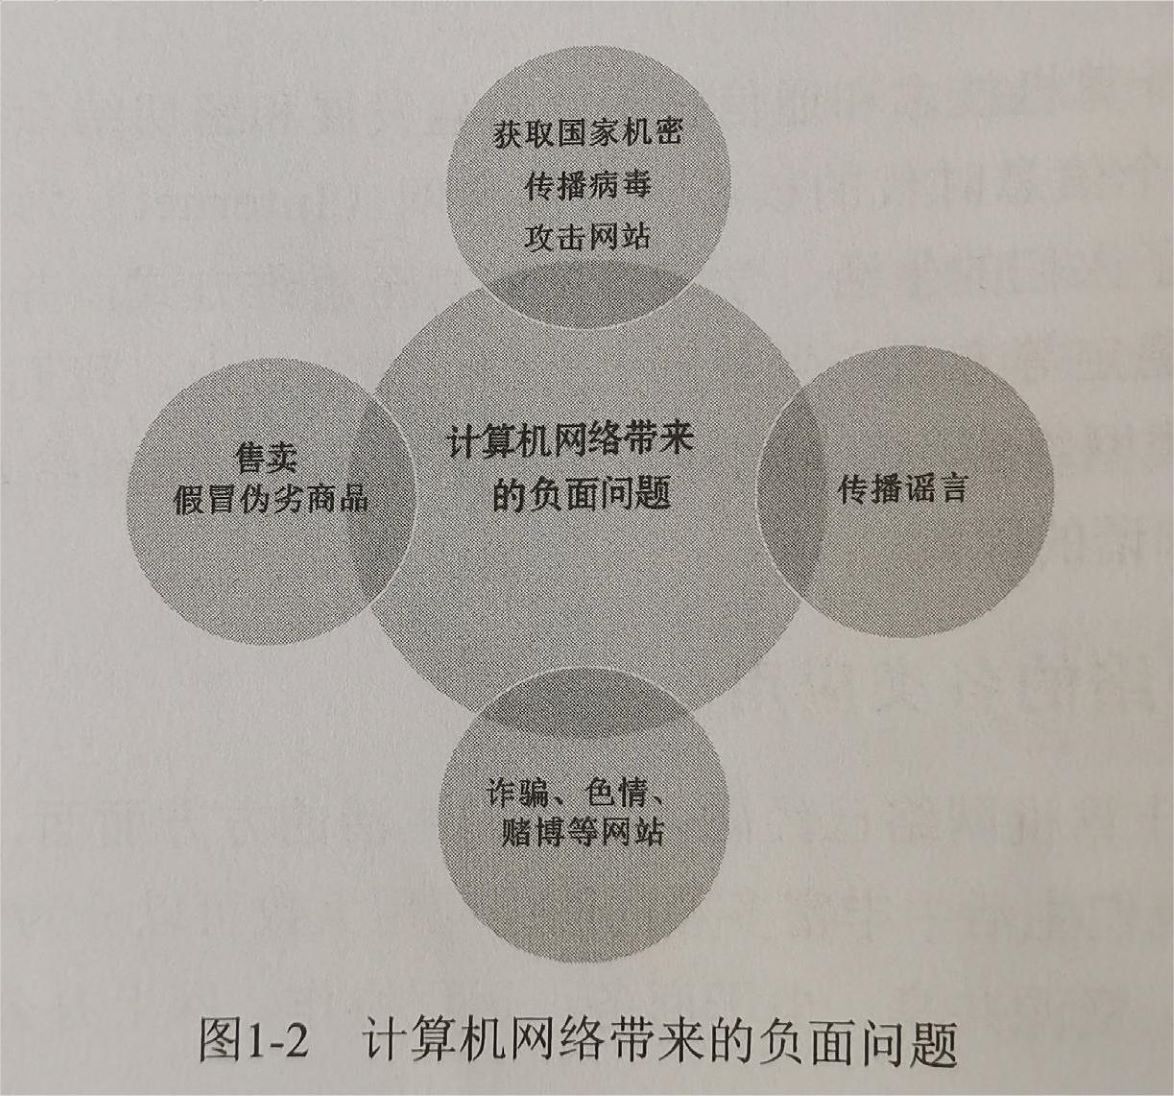 获取国家机密
传播病毒
攻击网站
售卖
假冒伪劣商品
计算机网络带来
的负面问题
传播谣言
诈骗、色情、
赌博等网站
图1-2 计算机网络带来的负面问题